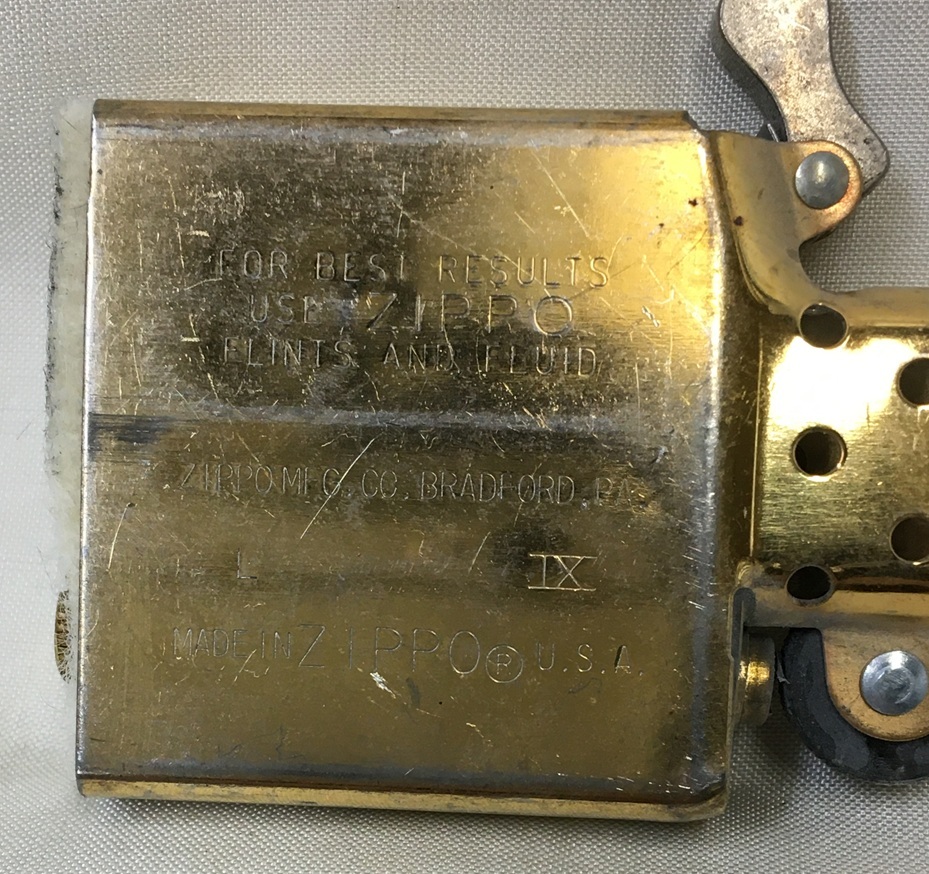 FOR BEST RESULTS
USE ZIPPO
FLINTS AND FLUID
ZIPPO MFG. CO. BRADFORD, PA.
L IX
MADE IN ZIPPO® U.S.A